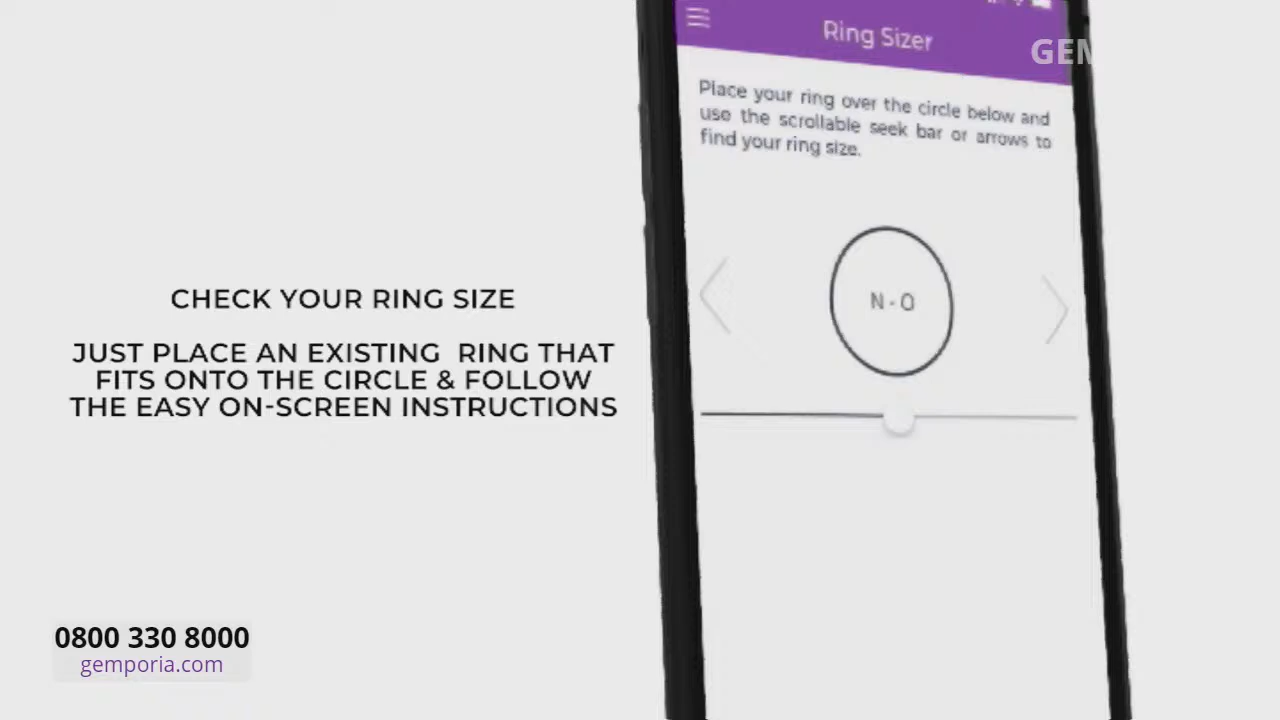 Ring Sizer
GEM
Place your ring over the circle below and
use the scrollable seek bar or arrows to
find your ring size.
N - O
CHECK YOUR RING SIZE
JUST PLACE AN EXISTING RING THAT
FITS ONTO THE CIRCLE & FOLLOW
THE EASY ON-SCREEN INSTRUCTIONS
0800 330 8000
gemporia.com